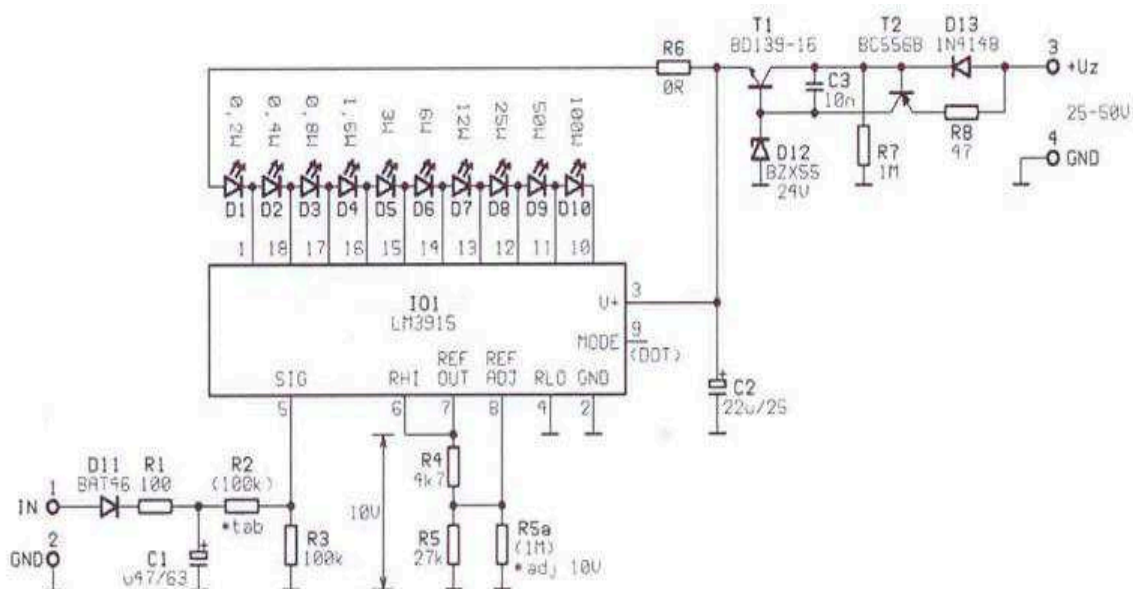 T1
BD139-16
T2
BC556B
D13
1N4148
3
+Uz
25-50V
4
GND
R6
0R
C3
10n
R8
47
D12
BZX55
24V
R7
1M
0,2W
0,4W
0,8W
1,6W
3W
6W
12W
25W
50W
100W
D1
D2
D3
D4
D5
D6
D7
D8
D9
D10
1
18
17
16
15
14
13
12
11
10
IO1
LM3915
V+
3
MODE
9
(DOT)
SIG
RHI
REF
OUT
REF
ADJ
RLO
GND
5
6
7
8
4
2
C2
22u/25
D11
BAT46
R1
100
R2
(100k)
*tab
IN
1
2
GND
C1
u47/63
R3
100k
10V
R4
4k7
R5
27k
R5a
(1M)
*adj 10V